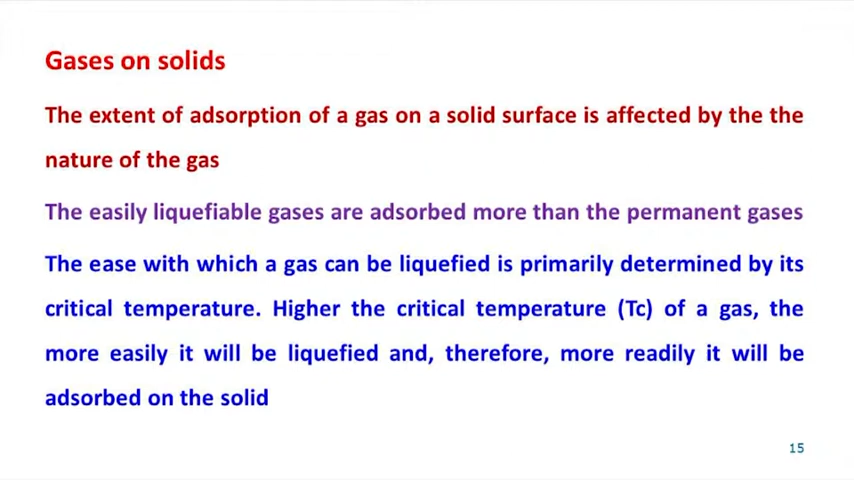 Gases on solids
The extent of adsorption of a gas on a solid surface is affected by the the
nature of the gas
The easily liquefiable gases are adsorbed more than the permanent gases
The ease with which a gas can be liquefied is primarily determined by its
critical temperature. Higher the critical temperature (Tc) of a gas, the
more easily it will be liquefied and, therefore, more readily it will be
adsorbed on the solid
15